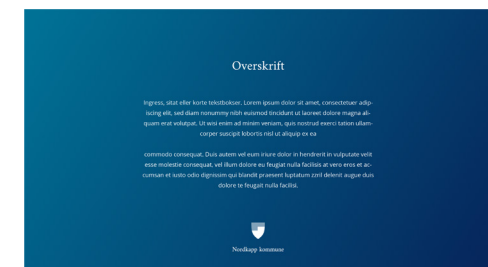 Overskrift
Ingress, sitat eller korte tekstbokser. Lorem ipsum dolor sit amet, consectetuer adip-
iscing elit, sed diam nonummy nibh euismod tincidunt ut laoreet dolore magna ali-
quam erat volutpat. Ut wisi enim ad minim veniam, quis nostrud exerci tation ullam-
corper suscipit lobortis nisl ut aliquip ex ea
commodo consequat. Duis autem vel eum iriure dolor in hendrerit in vulputate velit
esse molestie consequat, vel illum dolore eu feugiat nulla facilisis at vero eros et ac-
cumsan et iusto odio dignissim qui blandit praesent luptatum zzril delenit augue duis
dolore te feugait nulla facilisi.
Nordkapp kommune